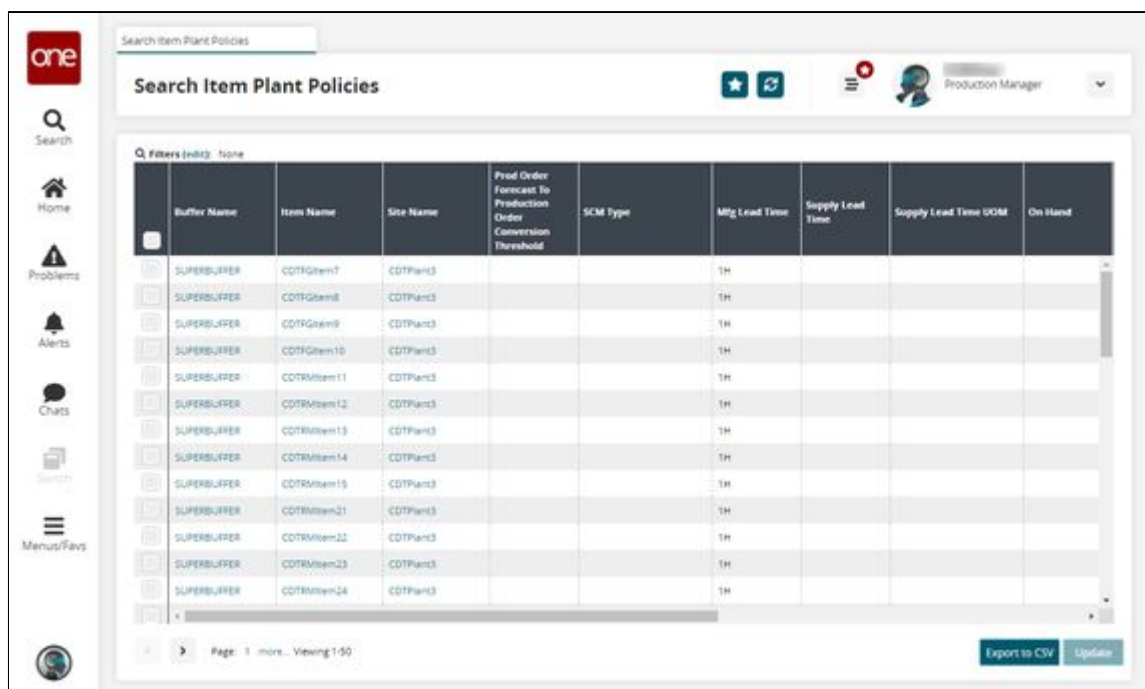 one
Search Item Plant Policies
Search Item Plant Policies
Production Manager
Search
Home
Problems
Alerts
Chats
Switch
Menus/Favs
Filters (edit): None
Buffer Name Item Name Site Name Prod Order Forecast To Production Order Conversion Threshold SCM Type Mfg Lead Time Supply Lead Time Supply Lead Time UOM On Hand
SUPERBUFFER CDTFGItem7 CDTPlant3 1H
SUPERBUFFER CDTFGItem8 CDTPlant3 1H
SUPERBUFFER CDTFGItem9 CDTPlant3 1H
SUPERBUFFER CDTFGItem10 CDTPlant3 1H
SUPERBUFFER CDTRMItem11 CDTPlant3 1H
SUPERBUFFER CDTRMItem12 CDTPlant3 1H
SUPERBUFFER CDTRMItem13 CDTPlant3 1H
SUPERBUFFER CDTRMItem14 CDTPlant3 1H
SUPERBUFFER CDTRMItem15 CDTPlant3 1H
SUPERBUFFER CDTRMItem21 CDTPlant3 1H
SUPERBUFFER CDTRMItem22 CDTPlant3 1H
SUPERBUFFER CDTRMItem23 CDTPlant3 1H
SUPERBUFFER CDTRMItem24 CDTPlant3 1H
Page: 1 more... Viewing 1-50
Export to CSV Update